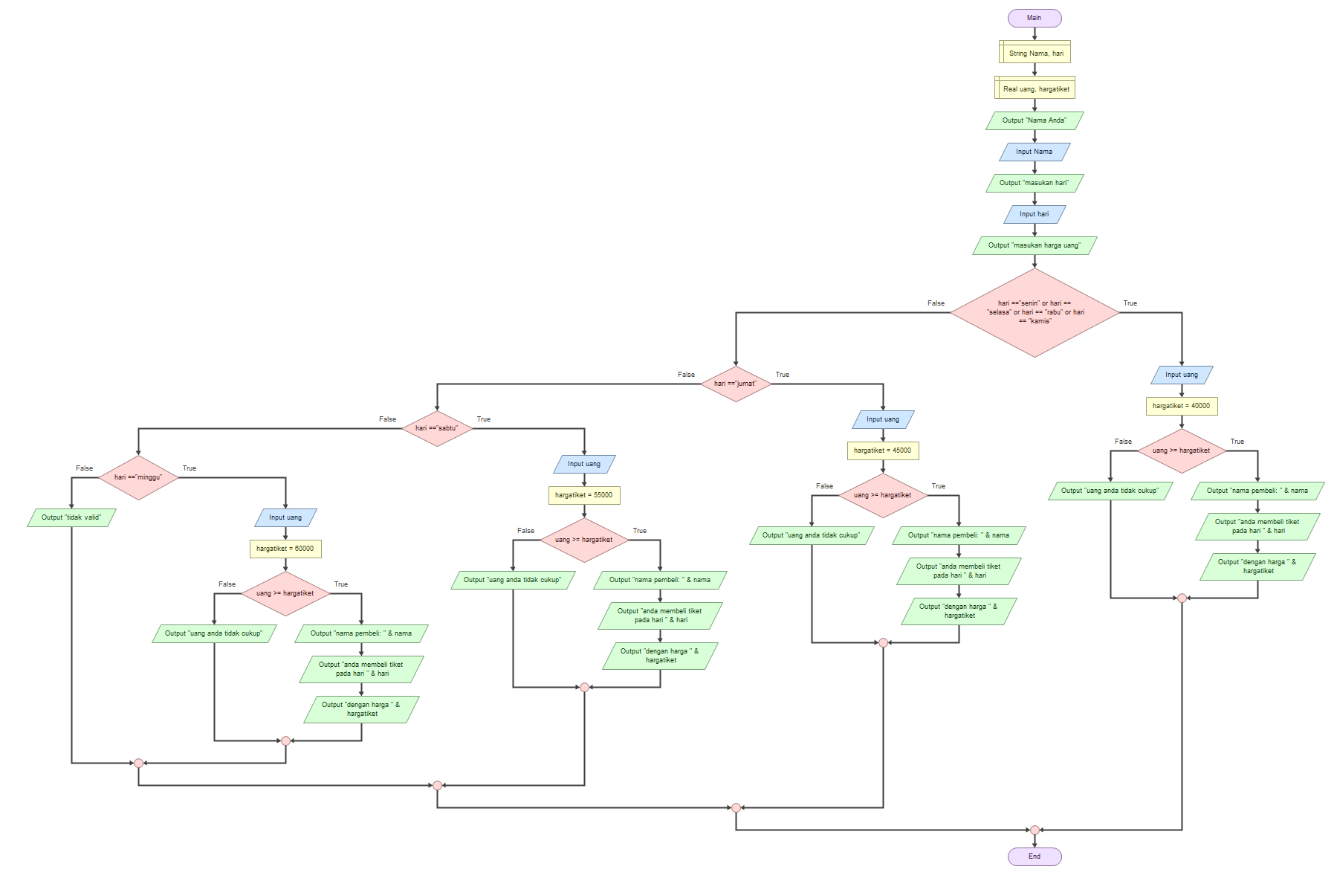 Main
String Nama, hari
Real uang, hargatiket
Output "Nama Anda"
Input Nama
Output "masukan hari"
Input hari
Output "masukan harga uang"
False
hari =="senin" or hari ==
"selasa" or hari == "rabu" or hari
== "kamis"
True
False
hari =="jumat"
True
Input uang
hargatiket = 40000
False
uang >= hargatiket
True
Output "uang anda tidak cukup"
Output "nama pembeli: " & nama
Output "anda membeli tiket
pada hari " & hari
Output "dengan harga " &
hargatiket
False
hari =="sabtu"
True
Input uang
hargatiket = 45000
False
uang >= hargatiket
True
Output "uang anda tidak cukup"
Output "nama pembeli: " & nama
Output "anda membeli tiket
pada hari " & hari
Output "dengan harga " &
hargatiket
False
hari =="minggu"
True
Input uang
hargatiket = 55000
False
uang >= hargatiket
True
Output "uang anda tidak cukup"
Output "nama pembeli: " & nama
Output "anda membeli tiket
pada hari " & hari
Output "dengan harga " &
hargatiket
Output "tidak valid"
Input uang
hargatiket = 60000
False
uang >= hargatiket
True
Output "uang anda tidak cukup"
Output "nama pembeli: " & nama
Output "anda membeli tiket
pada hari " & hari
Output "dengan harga " &
hargatiket
End